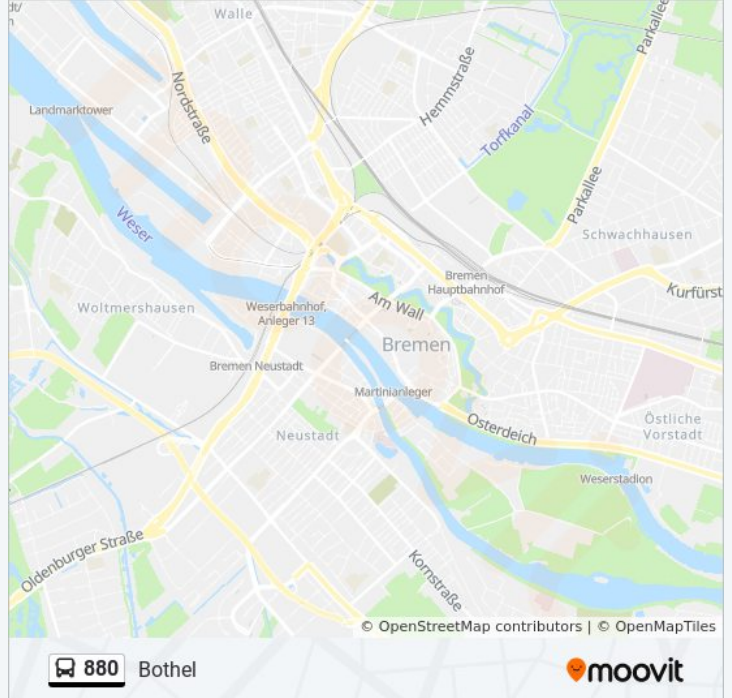 dt/
Walle
Parkallee
Hemmstraße
Nordstraße
Landmarktower
Torfkanal
Parkallee
Weser
Schwachhausen
Bremen
Hauptbahnhof
Kurfürst
Am Wall
Woltmershausen
Weserbahnhof,
Anleger 13
Bremen
Bremen Neustadt
Martinianleger
Osterdeich
Östliche
Vorstadt
Neustadt
Weserstadion
Oldenburger Straße
Kornstraße
© OpenStreetMap contributors | © OpenMapTiles
880 Bothel
moovit